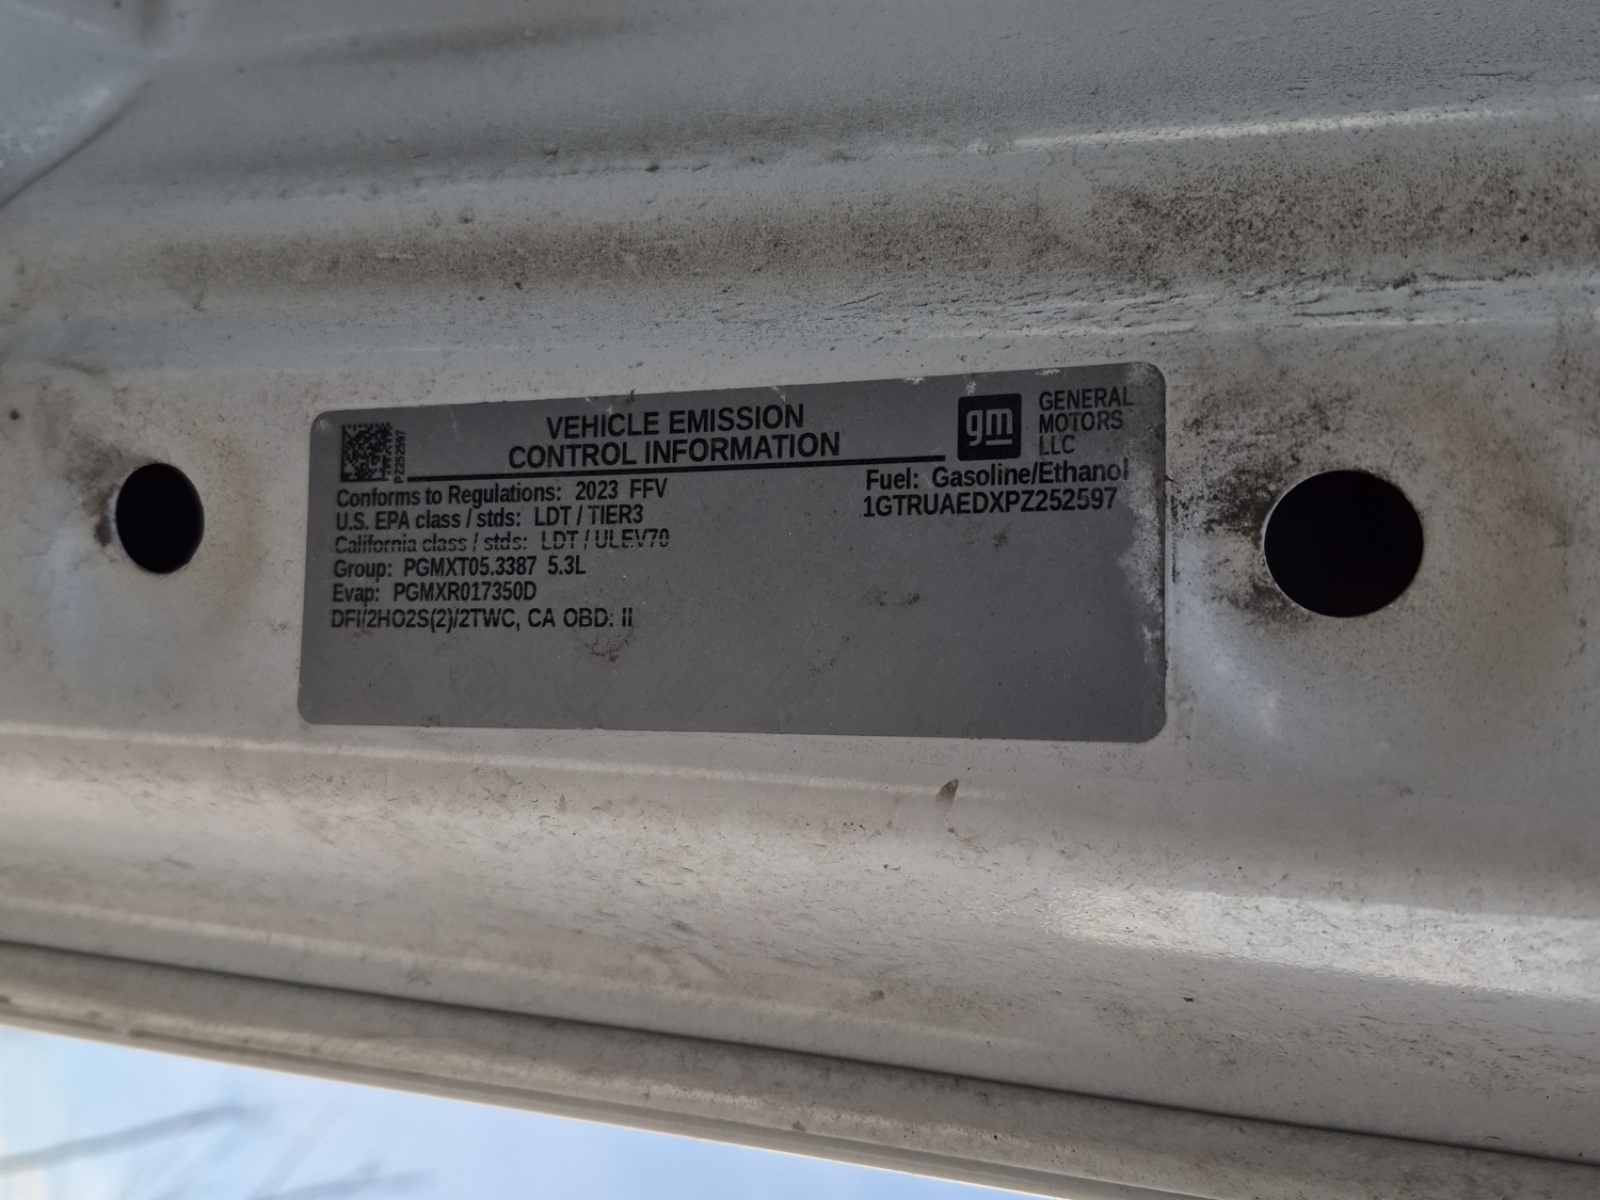 VEHICLE EMISSION
CONTROL INFORMATION
PZ252597
gm
GENERAL
MOTORS
LLC
Conforms to Regulations: 2023 FFV
U.S. EPA class / stds: LDT / TIER3
California class / stds: LDT / ULEV70
Group: PGMXT05.3387 5.3L
Evap: PGMXR017350D
DFI/2HO2S(2)/2TWC, CA OBD: II
Fuel: Gasoline/Ethanol
1GTRUAEDXPZ252597